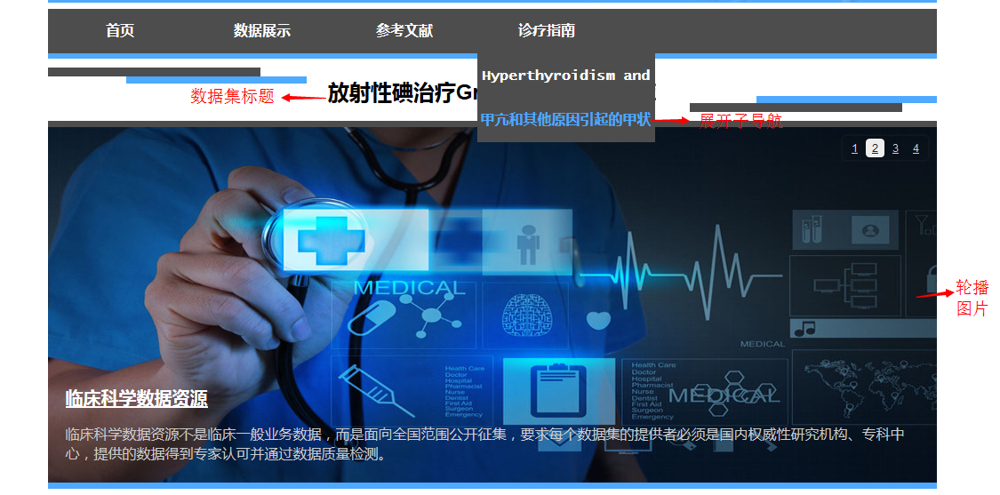 首页 数据展示 参考文献 诊疗指南
Hyperthyroidism and
数据集标题
放射性碘治疗Gr
甲亢和其他原因引起的甲状
展开子导航
1 2 3 4
MEDICAL
轮播
图片
MEDICAL
Health Care
Doctor
Hospital
Pharmacist
Nurse
Dentist
First Aid
Surgeon
Emergency
Health Care
Doctor
Hospital
Pharmacist
Nurse
Dentist
First Aid
Surgeon
Emergency
MEDICAL
临床科学数据资源
临床科学数据资源不是临床一般业务数据，而是面向全国范围公开征集，要求每个数据集的提供者必须是国内权威性研究机构、专科中
心，提供的数据得到专家认可并通过数据质量检测。